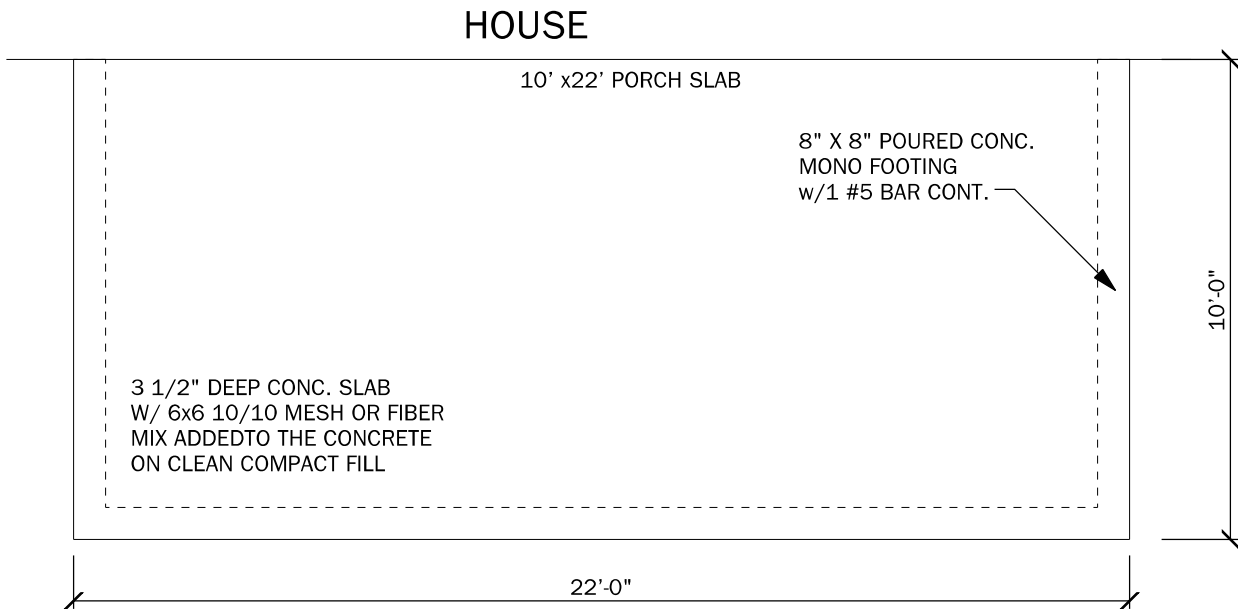 HOUSE
10' x22' PORCH SLAB
8" X 8" POURED CONC.
MONO FOOTING
w/1 #5 BAR CONT.
10'-0"
3 1/2" DEEP CONC. SLAB
W/ 6x6 10/10 MESH OR FIBER
MIX ADDEDTO THE CONCRETE
ON CLEAN COMPACT FILL
22'-0"